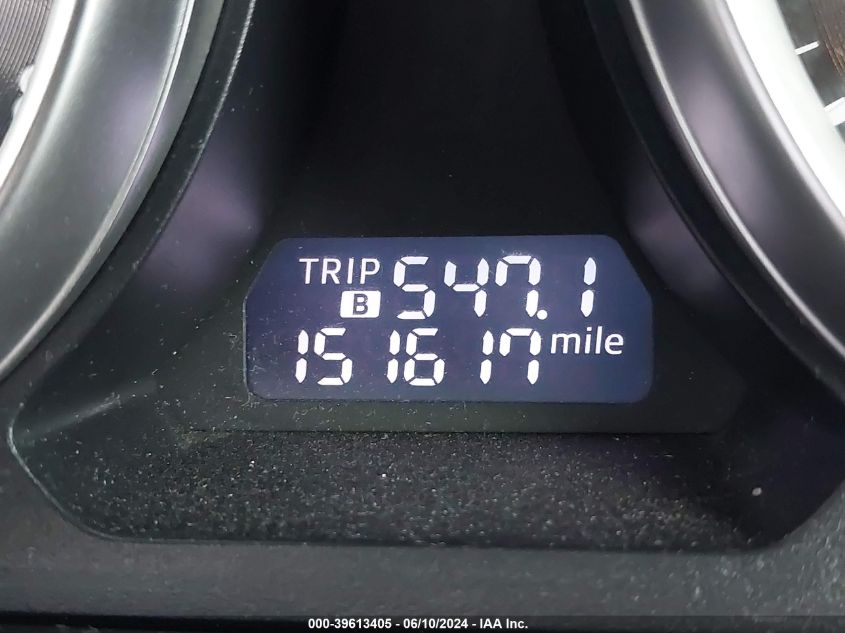 TRIP 547.1
B
151617 mile
000-39613405 - 06/10/2024 - IAA Inc.